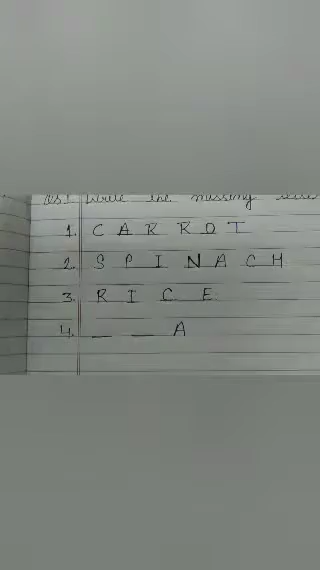 Q5! Write the missing
1. C A R R O T
2. S P I N A C H
3. R I C E
4. _ _ A